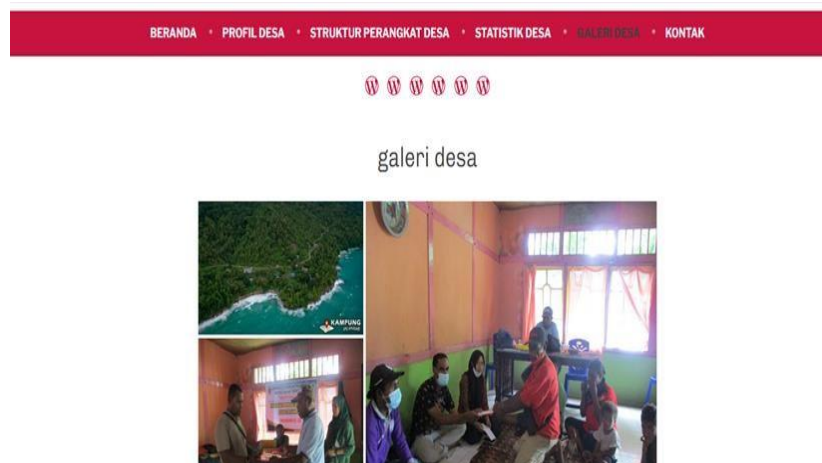 BERANDA • PROFIL DESA • STRUKTUR PERANGKAT DESA • STATISTIK DESA • GALERI DESA • KONTAK
galeri desa
KAMPUNG